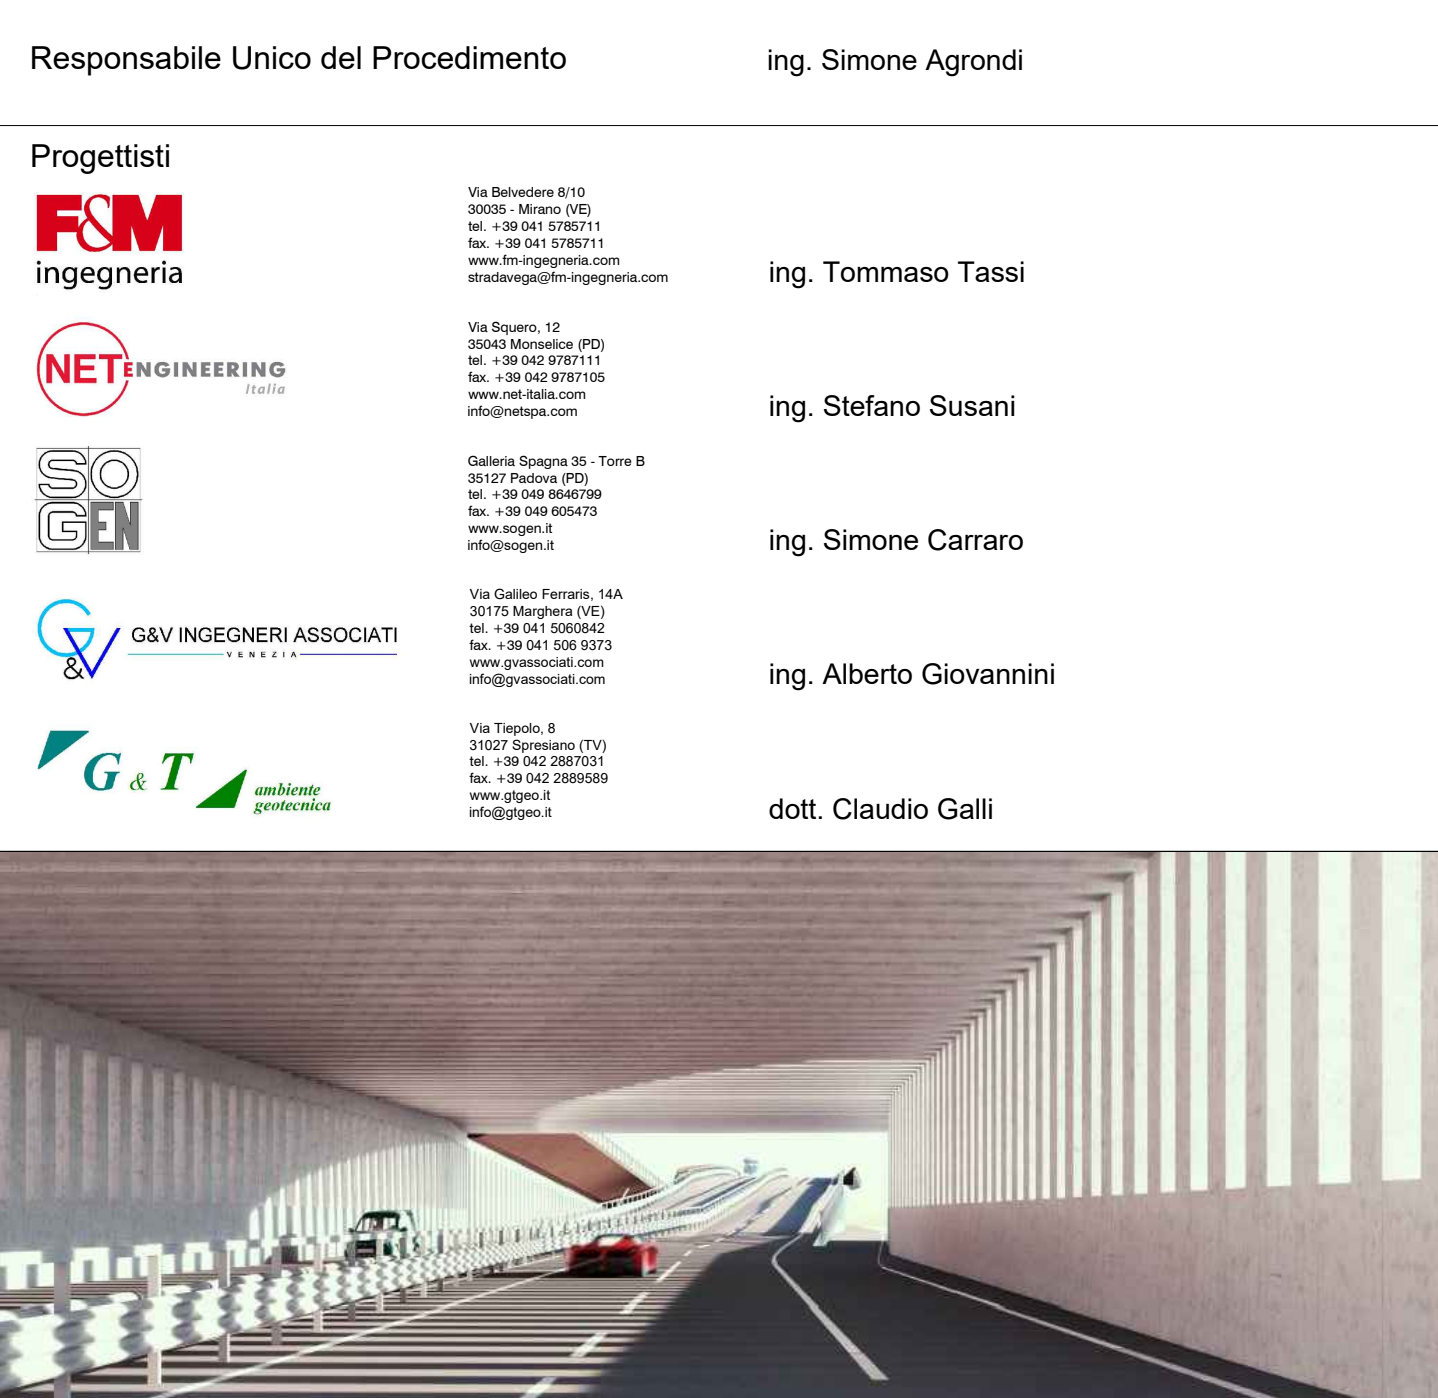 Responsabile Unico del Procedimento
ing. Simone Agrondi
Progettisti
F&M
ingegneria
Via Belvedere 8/10
30035 - Mirano (VE)
tel. +39 041 5785711
fax. +39 041 5785711
www.fm-ingegneria.com
stradavega@fm-ingegneria.com
ing. Tommaso Tassi
NET ENGINEERING
Italia
Via Squero, 12
35043 Monselice (PD)
tel. +39 042 9787111
fax. +39 042 9787105
www.net-italia.com
info@netspa.com
ing. Stefano Susani
SO
GEN
Galleria Spagna 35 - Torre B
35127 Padova (PD)
tel. +39 049 8646799
fax. +39 049 605473
www.sogen.it
info@sogen.it
ing. Simone Carraro
G&V
G&V INGEGNERI ASSOCIATI
VENEZIA
Via Galileo Ferraris, 14A
30175 Marghera (VE)
tel. +39 041 5060842
fax. +39 041 506 9373
www.gvassociati.com
info@gvassociati.com
ing. Alberto Giovannini
G & T
ambiente
geotecnica
Via Tiepolo, 8
31027 Spresiano (TV)
tel. +39 042 2887031
fax. +39 042 2889589
www.gtgeo.it
info@gtgeo.it
dott. Claudio Galli